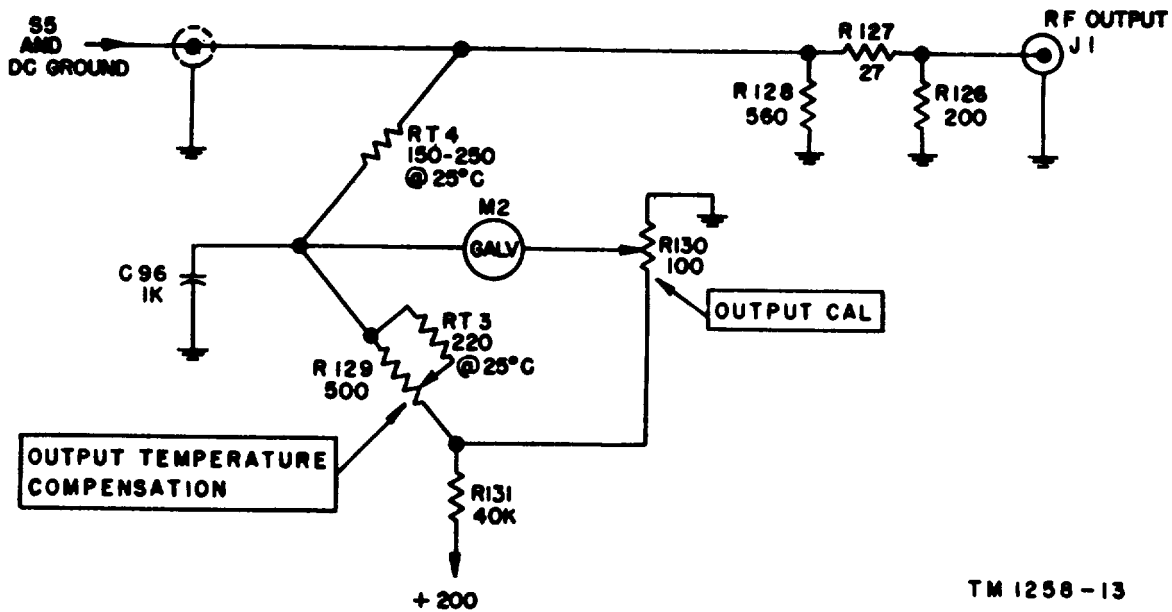 S5
AND
DC GROUND
RF OUTPUT
J1
R127
27
R128
560
R126
200
RT4
150-250
@ 25°C
M2
GALV
R130
100
C96
1K
OUTPUT CAL
RT3
220
@ 25°C
R129
500
OUTPUT TEMPERATURE
COMPENSATION
R131
40K
+200
TM 1258-13